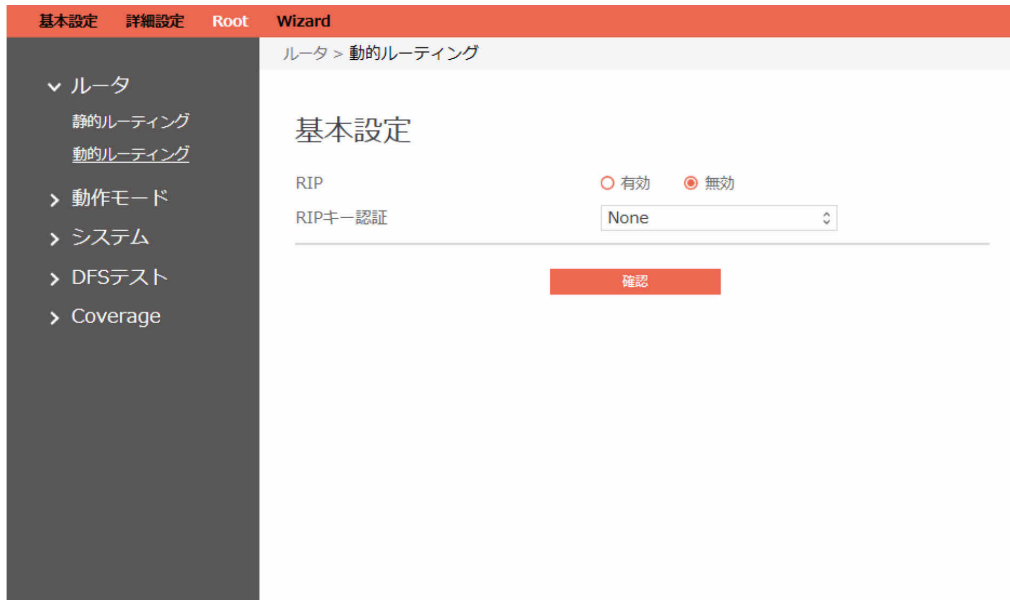 基本設定 詳細設定 Root Wizard
ルータ > 動的ルーティング
ルータ
静的ルーティング
動的ルーティング
動作モード
システム
DFSテスト
Coverage
基本設定
RIP 有効 無効
RIPキー認証 None
確認